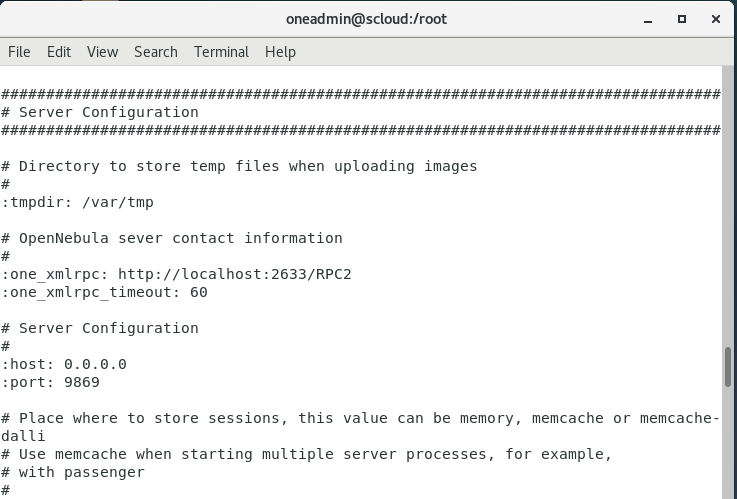 oneadmin@scloud:/root
File Edit View Search Terminal Help
################################################################################
# Server Configuration
################################################################################
# Directory to store temp files when uploading images
#
:tmpdir: /var/tmp
# OpenNebula sever contact information
#
:one_xmlrpc: http://localhost:2633/RPC2
:one_xmlrpc_timeout: 60
# Server Configuration
#
:host: 0.0.0.0
:port: 9869
# Place where to store sessions, this value can be memory, memcache or memcache-
dalli
# Use memcache when starting multiple server processes, for example,
# with passenger
#